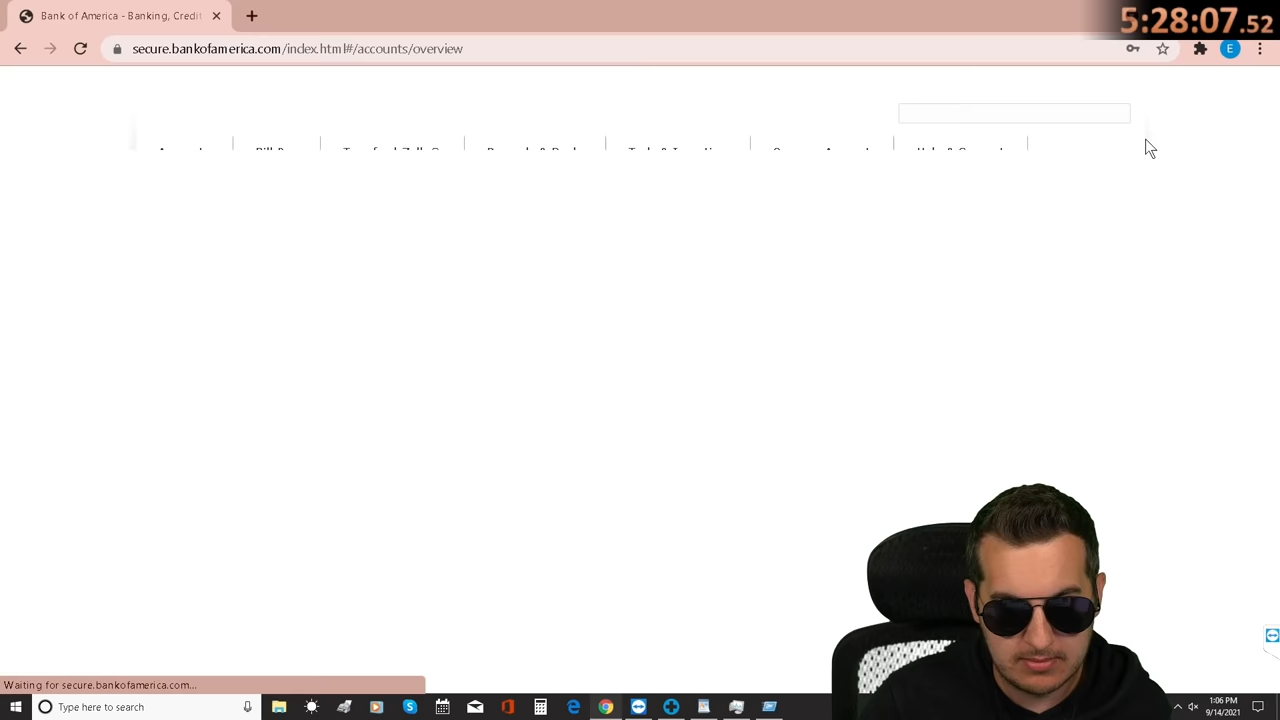 Bank of America - Banking, Credit
5:28:07.52
secure.bankofamerica.com/index.html#/accounts/overview
E
Waiting for secure.bankofamerica.com...
Type here to search
1:06 PM
9/14/2021